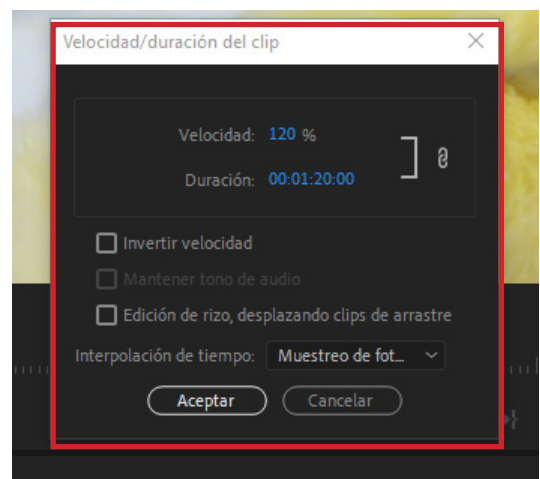 Velocidad/duración del clip
Velocidad: 120 %
Duración: 00:01:20:00
Invertir velocidad
Mantener tono de audio
Edición de rizo, desplazando clips de arrastre
Interpolación de tiempo: Muestreo de fot...
Aceptar Cancelar